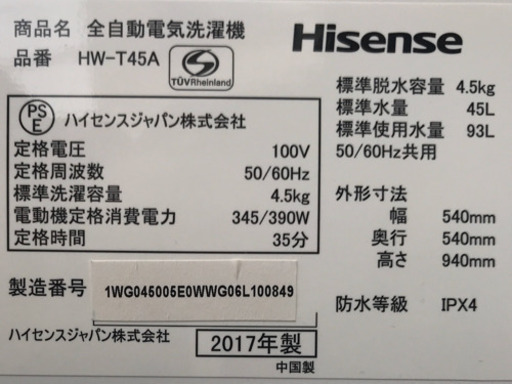 商品名 全自動電気洗濯機
品番 HW-T45A
TÜVRheinland
Hisense
PSE ハイセンスジャパン株式会社
定格電圧 100V
定格周波数 50/60Hz
標準洗濯容量 4.5kg
電動機定格消費電力 345/390W
定格時間 35分
標準脱水容量 4.5kg
標準水量 45L
標準使用水量 93L
50/60Hz共用
外形寸法
幅 540mm
奥行 540mm
高さ 940mm
製造番号 1WG045005E0WWG06L100849
防水等級 IPX4
ハイセンスジャパン株式会社
2017年製
中国製